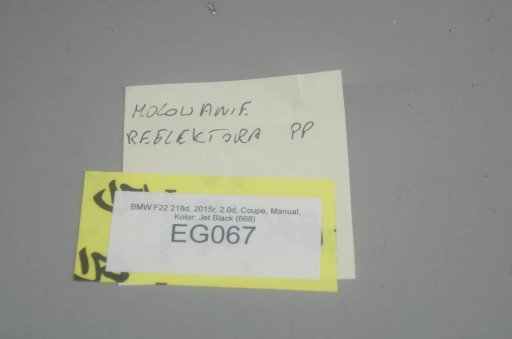 MOCOWANIE
REFLEKTORA PP
BMW F22 218d, 2015r, 2.0d, Coupe, Manual,
Kolor: Jet Black (668)
EG067